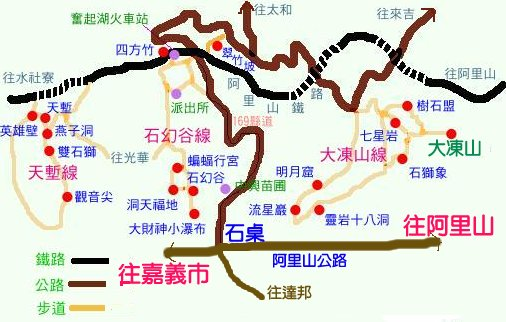 往太和
往來吉
奮起湖火車站
四方竹
翠竹坡
往水社寮
阿里山鐵路
往阿里山
派出所
169縣道
樹石盟
天塹
英雄壁
燕子洞
石幻谷線
七星岩
大凍山
雙石獅
往光華
大凍山線
蝙蝠行宮
石獅象
天塹線
石幻谷
中興苗圃
明月窟
觀音尖
洞天福地
流星巖
靈岩十八洞
大財神小瀑布
石桌
往阿里山
鐵路
往嘉義市
阿里山公路
公路
步道
往達邦